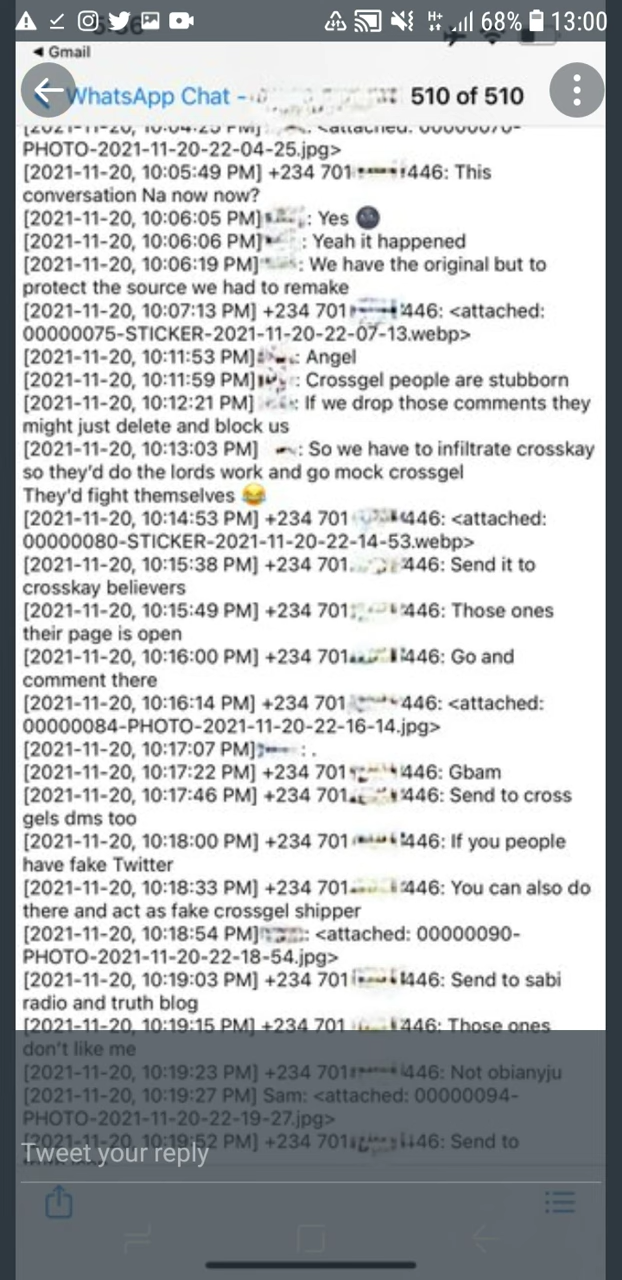 68% 13:00
Gmail
WhatsApp Chat - 510 of 510
PHOTO-2021-11-20-22-04-25.jpg>
[2021-11-20, 10:05:49 PM] +234 701 446: This
conversation Na now now?
[2021-11-20, 10:06:05 PM] : Yes 🌚
[2021-11-20, 10:06:06 PM] : Yeah it happened
[2021-11-20, 10:06:19 PM] : We have the original but to
protect the source we had to remake
[2021-11-20, 10:07:13 PM] +234 701 446: <attached:
00000075-STICKER-2021-11-20-22-07-13.webp>
[2021-11-20, 10:11:53 PM] : Angel
[2021-11-20, 10:11:59 PM] : Crossgel people are stubborn
[2021-11-20, 10:12:21 PM] : If we drop those comments they
might just delete and block us
[2021-11-20, 10:13:03 PM] : So we have to infiltrate crosskay
so they'd do the lords work and go mock crossgel
They'd fight themselves 😂
[2021-11-20, 10:14:53 PM] +234 701 446: <attached:
00000080-STICKER-2021-11-20-22-14-53.webp>
[2021-11-20, 10:15:38 PM] +234 701 446: Send it to
crosskay believers
[2021-11-20, 10:15:49 PM] +234 701 446: Those ones
their page is open
[2021-11-20, 10:16:00 PM] +234 701 446: Go and
comment there
[2021-11-20, 10:16:14 PM] +234 701 446: <attached:
00000084-PHOTO-2021-11-20-22-16-14.jpg>
[2021-11-20, 10:17:07 PM] : .
[2021-11-20, 10:17:22 PM] +234 701 446: Gbam
[2021-11-20, 10:17:46 PM] +234 701 446: Send to cross
gels dms too
[2021-11-20, 10:18:00 PM] +234 701 446: If you people
have fake Twitter
[2021-11-20, 10:18:33 PM] +234 701 446: You can also do
there and act as fake crossgel shipper
[2021-11-20, 10:18:54 PM] : <attached: 00000090-
PHOTO-2021-11-20-22-18-54.jpg>
[2021-11-20, 10:19:03 PM] +234 701 446: Send to sabi
radio and truth blog
[2021-11-20, 10:19:15 PM] +234 701 446: Those ones
don't like me
[2021-11-20, 10:19:23 PM] +234 701 446: Not obianyju
[2021-11-20, 10:19:27 PM] Sam: <attached: 00000094-
PHOTO-2021-11-20-22-19-27.jpg>
[2021-11-20, 10:19:52 PM] +234 701 446: Send to
Tweet your reply